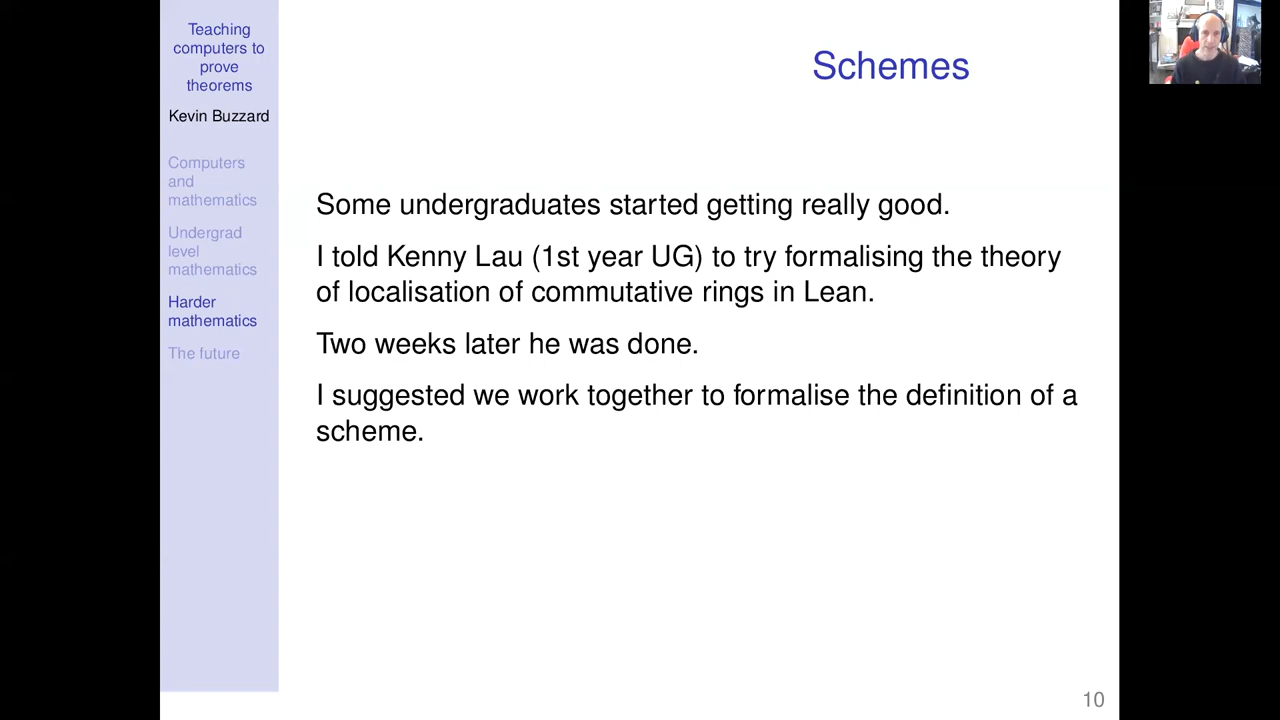 Teaching
computers to
prove
theorems
Kevin Buzzard
Computers
and
mathematics
Undergrad
level
mathematics
Harder
mathematics
The future
Schemes
Some undergraduates started getting really good.
I told Kenny Lau (1st year UG) to try formalising the theory
of localisation of commutative rings in Lean.
Two weeks later he was done.
I suggested we work together to formalise the definition of a
scheme.
10